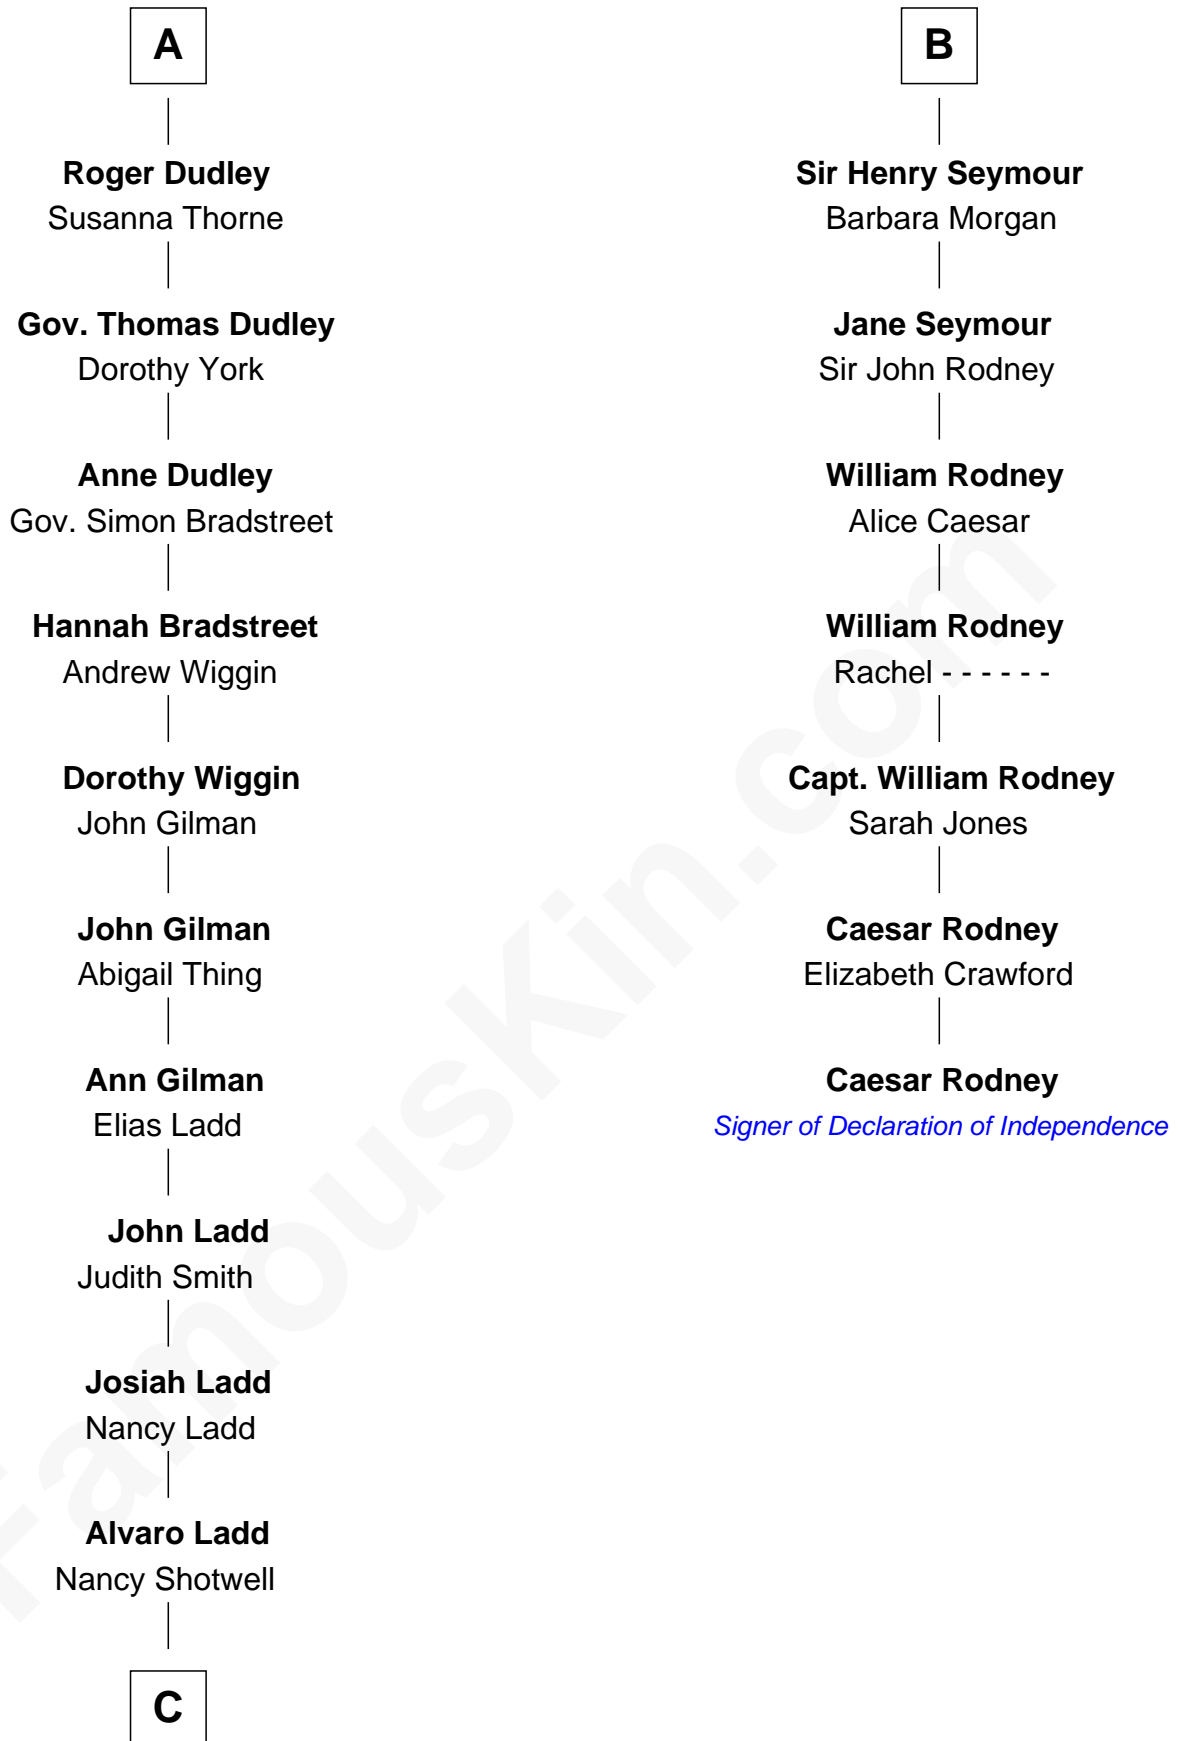 A
Roger Dudley
Susanna Thorne
Gov. Thomas Dudley
Dorothy York
Anne Dudley
Gov. Simon Bradstreet
Hannah Bradstreet
Andrew Wiggin
Dorothy Wiggin
John Gilman
John Gilman
Abigail Thing
Ann Gilman
Elias Ladd
John Ladd
Judith Smith
Josiah Ladd
Nancy Ladd
Alvaro Ladd
Nancy Shotwell
C
B
Sir Henry Seymour
Barbara Morgan
Jane Seymour
Sir John Rodney
William Rodney
Alice Caesar
William Rodney
Rachel - - - - - -
Capt. William Rodney
Sarah Jones
Caesar Rodney
Elizabeth Crawford
Caesar Rodney
Signer of Declaration of Independence
FamousKin.com